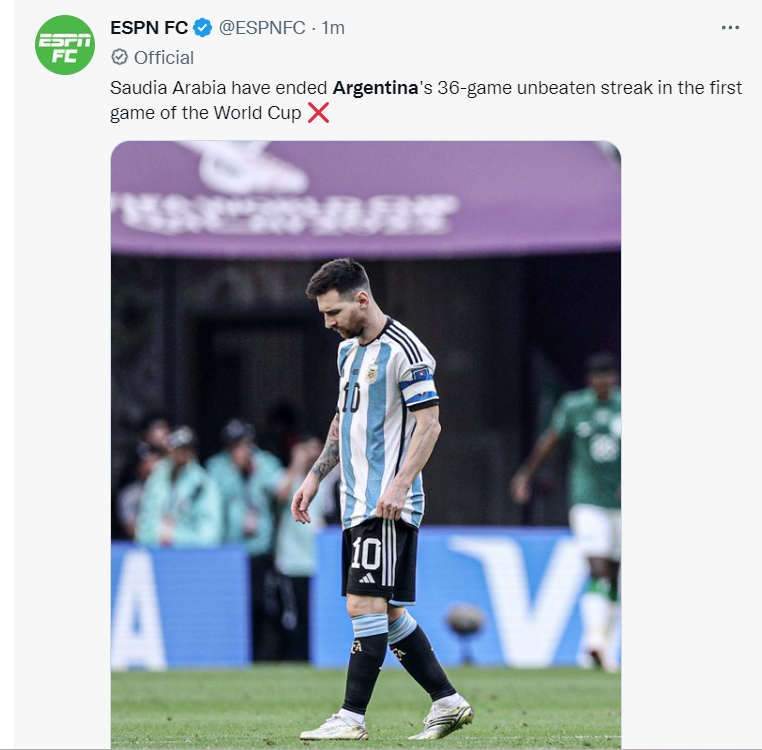 ESPN FC @ESPNFC · 1m
ESPN
FC
Official
Saudia Arabia have ended Argentina's 36-game unbeaten streak in the first
game of the World Cup ❌
FIFA WORLD CUP
QATAR 2022
10
10
A
V